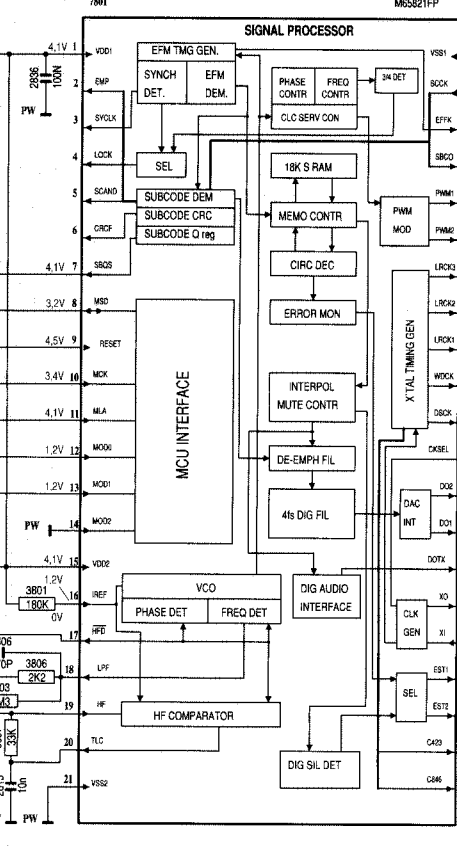 7801
M65821FP
SIGNAL PROCESSOR
4,1V 1 VDD1
2836
100N
PW
2 EMP
3 SYCLK
4 LOCK
5 SCAND
6 CRCF
4,1V 7 SBQS
3,2V 8 MSD
4,5V 9 RESET
3,4V 10 MCK
4,1V 11 MLA
1,2V 12 MOD0
1,2V 13 MOD1
PW 14 MOD2
4,1V 15 VDD2
1,2V 16 IREF
3801
180K
0V
17 HFD
3806
2K2
18 LPF
19 HF
33K
20 TLC
10n
21 VSS2
PW
EFM TMG GEN.
SYNCH
DET.
EFM
DEM.
SEL
SUBCODE DEM
SUBCODE CRC
SUBCODE Q reg
PHASE
CONTR
FREQ
CONTR
3/4 DET
CLC SERV CON
18K S RAM
MEMO CONTR
CIRC DEC
ERROR MON
PWM
MOD
X'TAL TIMING GEN
MCU INTERFACE
INTERPOL
MUTE CONTR
DE-EMPH FIL
4fs DIG FIL
DAC
INT
VCO
PHASE DET
FREQ DET
DIG AUDIO
INTERFACE
CLK
GEN
SEL
HF COMPARATOR
DIG SIL DET
VSS1
SCCK
EFFK
SBCO
PWM1
PWM2
LRCK3
LRCK2
LRCK1
WDCK
DSCK
CKSEL
DO2
DO1
DOTX
XO
XI
EST1
EST2
C423
C846